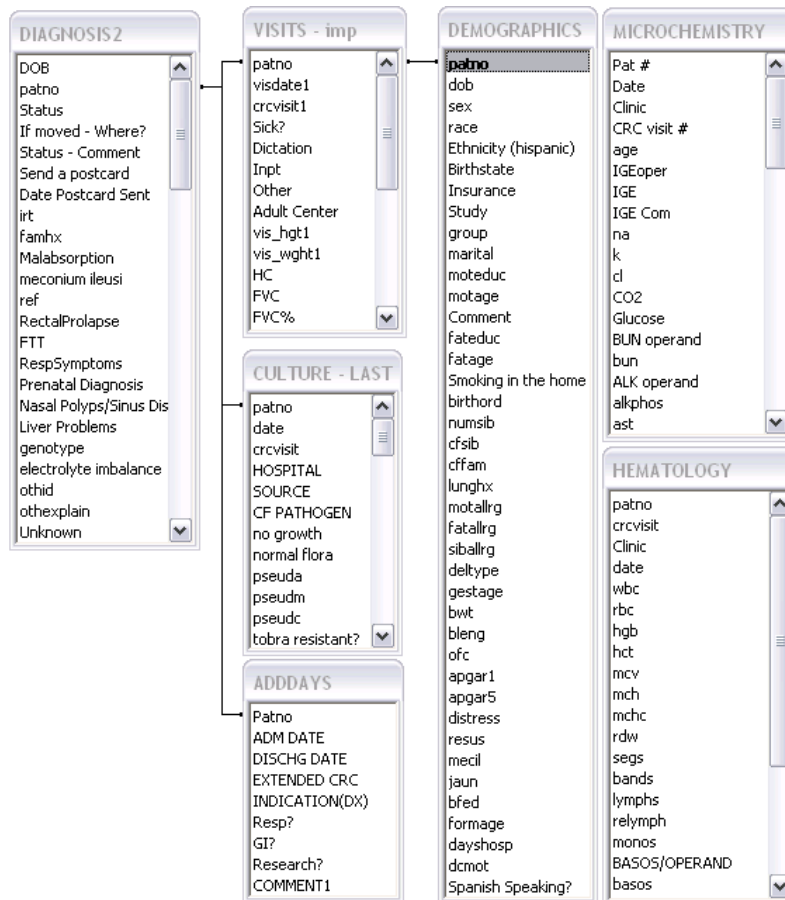 DIAGNOSIS2
DOB
patno
Status
If moved - Where?
Status - Comment
Send a postcard
Date Postcard Sent
irt
famhx
Malabsorption
meconium ileusi
ref
RectalProlapse
FTT
RespSymptoms
Prenatal Diagnosis
Nasal Polyps/Sinus Dis
Liver Problems
genotype
electrolyte imbalance
othid
othexplain
Unknown
VISITS - imp
patno
visdate1
crcvisit1
Sick?
Dictation
Inpt
Other
Adult Center
vis_hgt1
vis_wght1
HC
FVC
FVC%
CULTURE - LAST
patno
date
crcvisit
HOSPITAL
SOURCE
CF PATHOGEN
no growth
normal flora
pseuda
pseudm
pseudc
tobra resistant?
ADDDAYS
Patno
ADM DATE
DISCHG DATE
EXTENDED CRC
INDICATION(DX)
Resp?
GI?
Research?
COMMENT1
DEMOGRAPHICS
patno
dob
sex
race
Ethnicity (hispanic)
Birthstate
Insurance
Study
group
marital
moteduc
motage
Comment
fateduc
fatage
Smoking in the home
birthord
numsib
cfsib
cffam
lunghx
motallrg
fatallrg
siballrg
deltype
gestage
bwt
bleng
ofc
apgar1
apgar5
distress
resus
mecil
jaun
bfed
formage
dayshosp
dcmot
Spanish Speaking?
MICROCHEMISTRY
Pat #
Date
Clinic
CRC visit #
age
IGEoper
IGE
IGE Com
na
k
cl
CO2
Glucose
BUN operand
bun
ALK operand
alkphos
ast
HEMATOLOGY
patno
crcvisit
Clinic
date
wbc
rbc
hgb
hct
mcv
mch
mchc
rdw
segs
bands
lymphs
relymph
monos
BASOS/OPERAND
basos